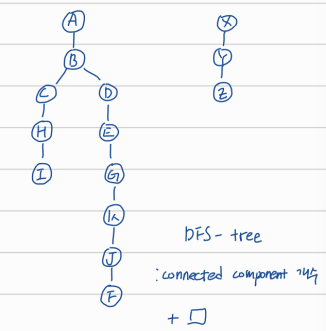 A
X
B
Y
C D
Z
H E
I G
K
J
F
DFS - tree
: connected component 개수
+ □